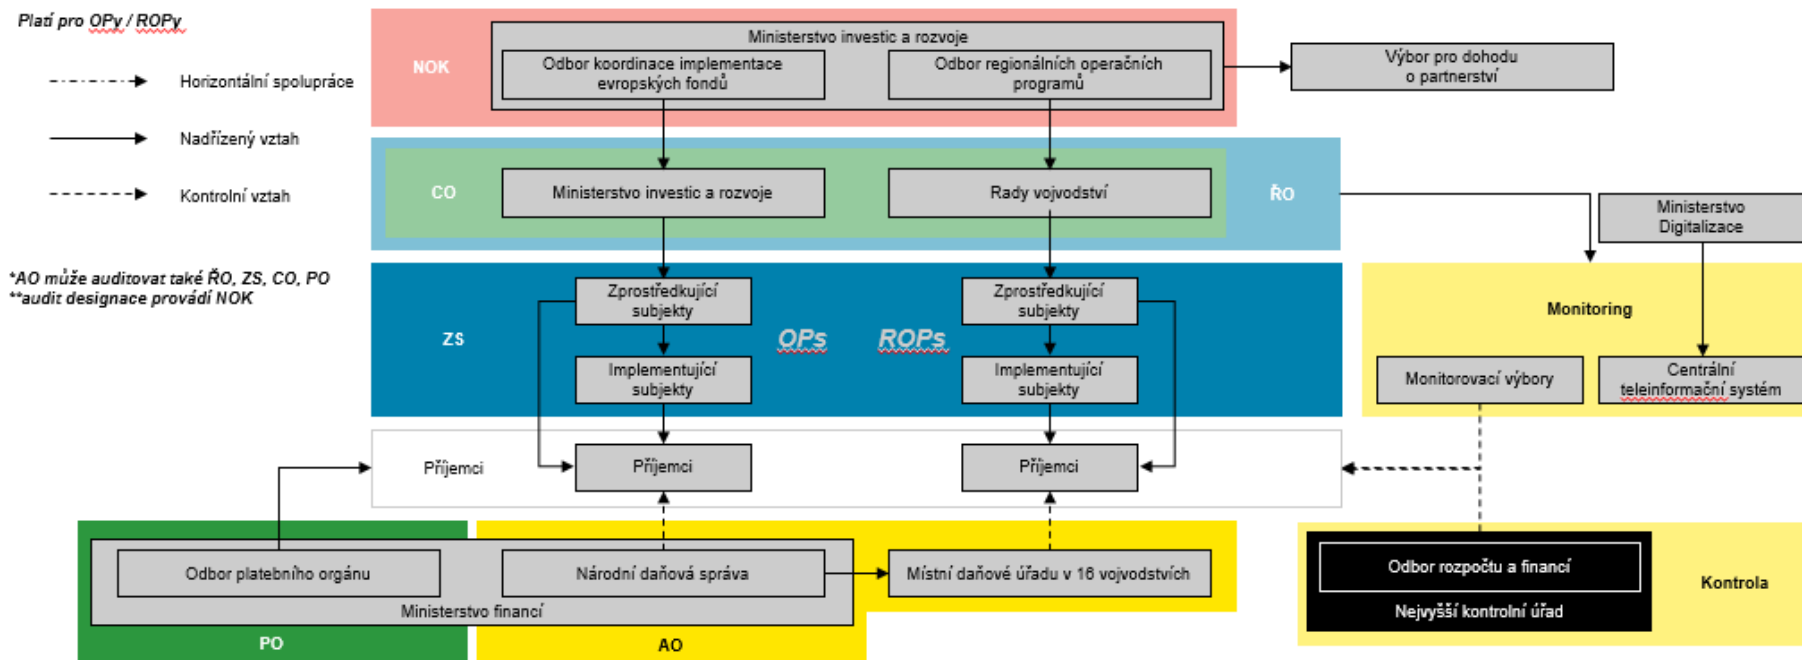 Platí pro OPy / ROPy
Horizontální spolupráce
Nadřízený vztah
Kontrolní vztah
*AO může auditovat také ŘO, ZS, CO, PO
**audit designace provádí NOK
NOK
Ministerstvo investic a rozvoje
Odbor koordinace implementace
evropských fondů
Odbor regionálních operačních
programů
Výbor pro dohodu
o partnerství
CO
Ministerstvo investic a rozvoje
Rady vojvodství
ŘO
Ministerstvo
Digitalizace
ZS
Zprostředkující
subjekty
OPs
ROPs
Zprostředkující
subjekty
Implementující
subjekty
Implementující
subjekty
Monitoring
Monitorovací výbory
Centrální
teleinformační systém
Příjemci
Příjemci
Příjemci
Odbor platebního orgánu
Národní daňová správa
Místní daňové úřadu v 16 vojvodstvích
Ministerstvo financí
PO
AO
Odbor rozpočtu a financí
Nejvyšší kontrolní úřad
Kontrola